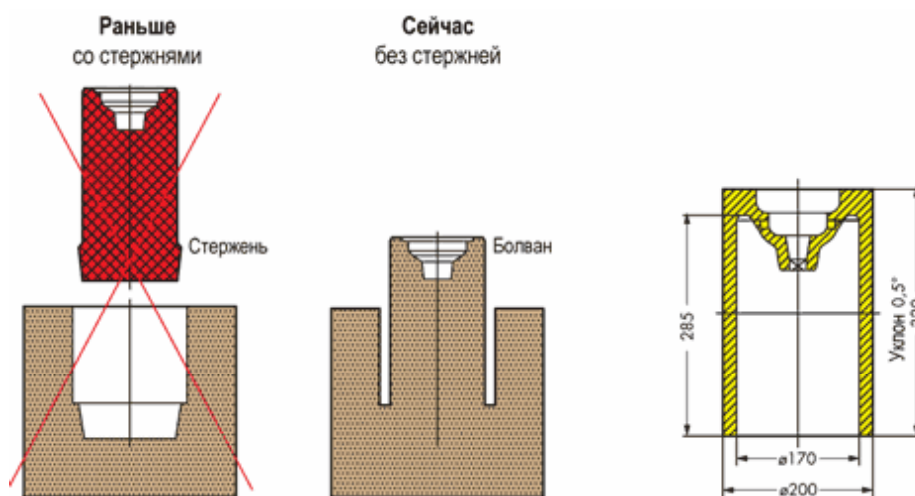 Раньше
со стержнями
Сейчас
без стержней
Стержень
Болван
285
Уклон 0,5°
ø170
ø200